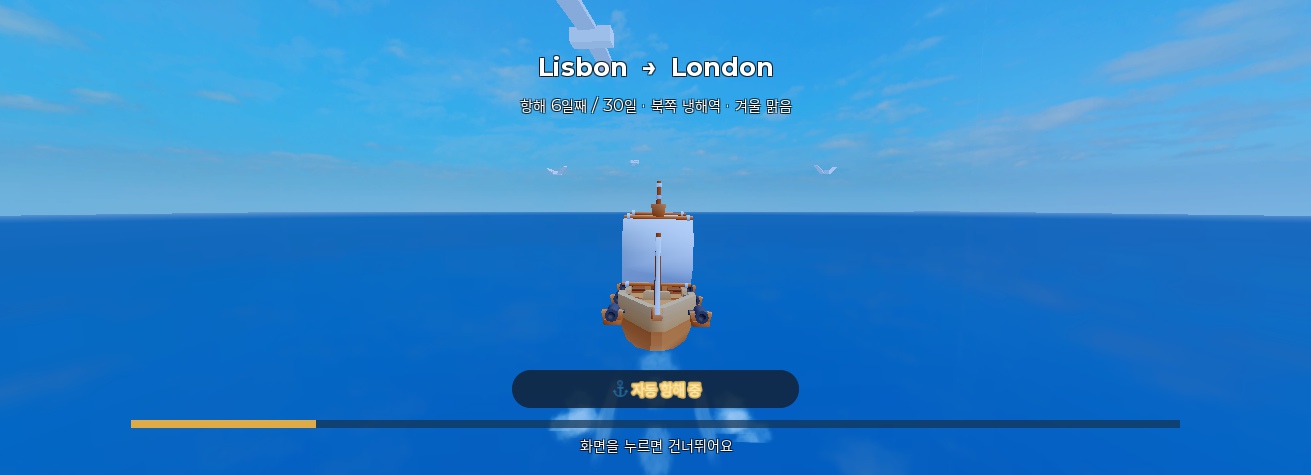 Lisbon → London
항해 6일째 / 30일 · 북쪽 냉해역 · 겨울 맑음
⚓ 자동 항해 중
화면을 누르면 건너뛰어요